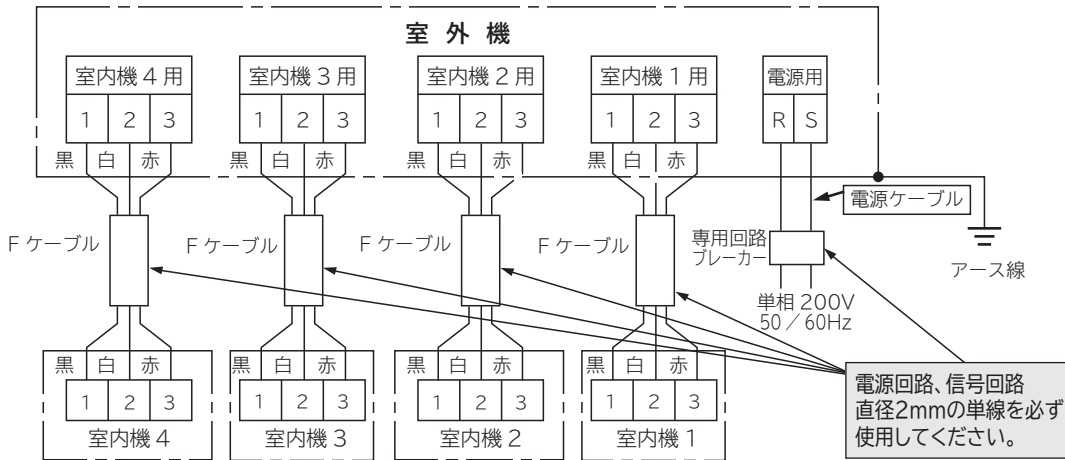 室外機
室内機4用 室内機3用 室内機2用 室内機1用 電源用
1 2 3 1 2 3 1 2 3 1 2 3 R S
黒 白 赤 黒 白 赤 黒 白 赤 黒 白 赤
電源ケーブル
Fケーブル Fケーブル Fケーブル Fケーブル
専用回路
ブレーカー
アース線
単相 200V
50/60Hz
黒 白 赤 黒 白 赤 黒 白 赤 黒 白 赤
1 2 3 1 2 3 1 2 3 1 2 3
室内機4 室内機3 室内機2 室内機1
電源回路、信号回路
直径2mmの単線を必ず
使用してください。